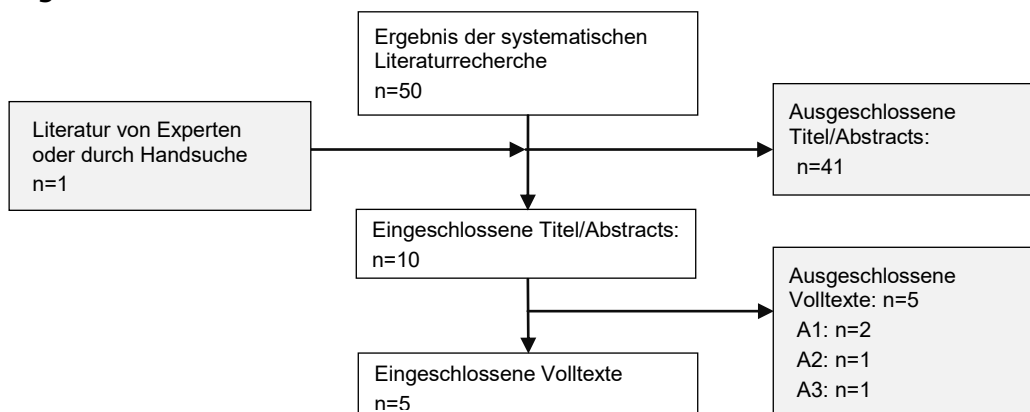 Ergebnis der systematischen
Literaturrecherche
n=50
Literatur von Experten
oder durch Handsuche
n=1
Ausgeschlossene
Titel/Abstracts:
n=41
Eingeschlossene Titel/Abstracts:
n=10
Ausgeschlossene
Volltexte: n=5
A1: n=2
A2: n=1
A3: n=1
Eingeschlossene Volltexte
n=5